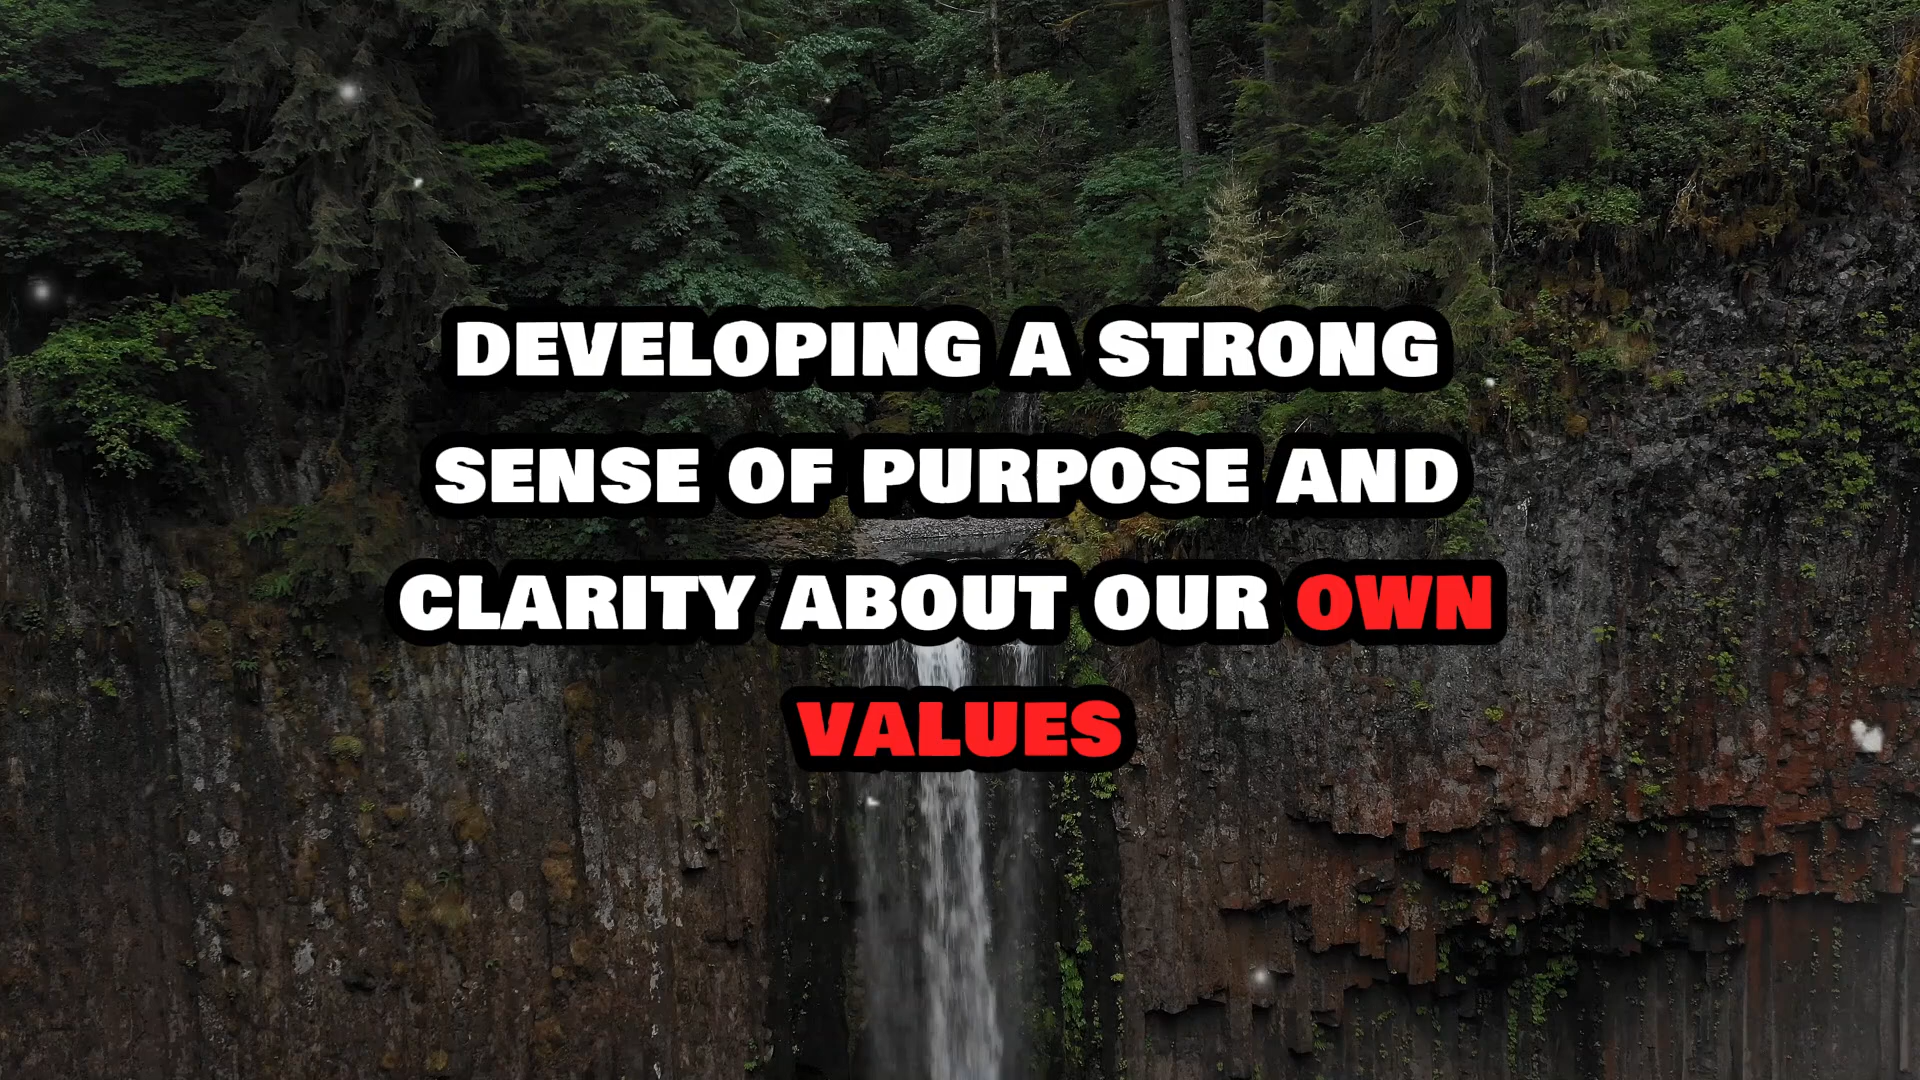 DEVELOPING A STRONG
SENSE OF PURPOSE AND
CLARITY ABOUT OUR OWN
VALUES